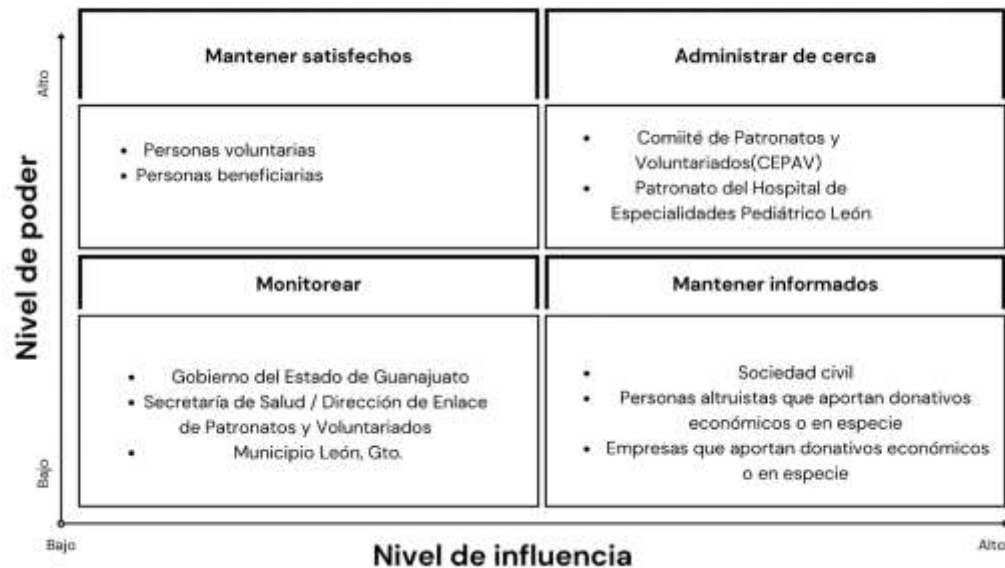 Mantener satisfechos
Administrar de cerca
Alto
Personas voluntarias
Personas beneficiarias
Comiité de Patronatos y
Voluntariados(CEPAV)
Patronato del Hospital de
Especialidades Pediátrico León
Nivel de poder
Monitorear
Mantener informados
Gobierno del Estado de Guanajuato
Secretaría de Salud / Dirección de Enlace
de Patronatos y Voluntariados
Municipio León, Gto.
Sociedad civil
Personas altruistas que aportan donativos
económicos o en especie
Empresas que aportan donativos económicos
o en especie
Bajo
Bajo
Nivel de influencia
Alto